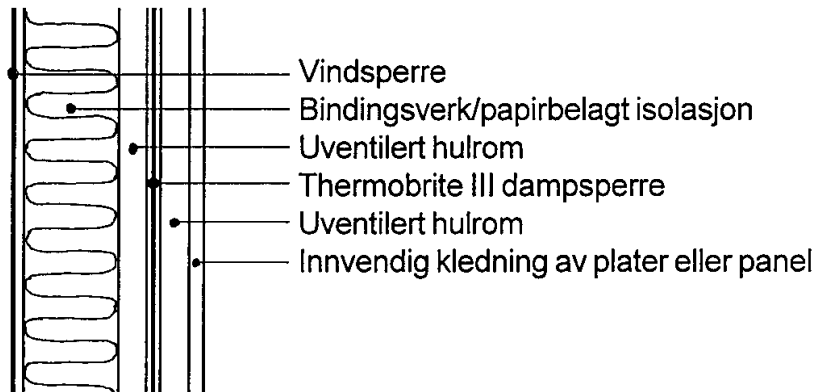 Vindsperre
Bindingsverk/papirbelagt isolasjon
Uventilert hulrom
Thermobrite III dampsperre
Uventilert hulrom
Innvendig kledning av plater eller panel